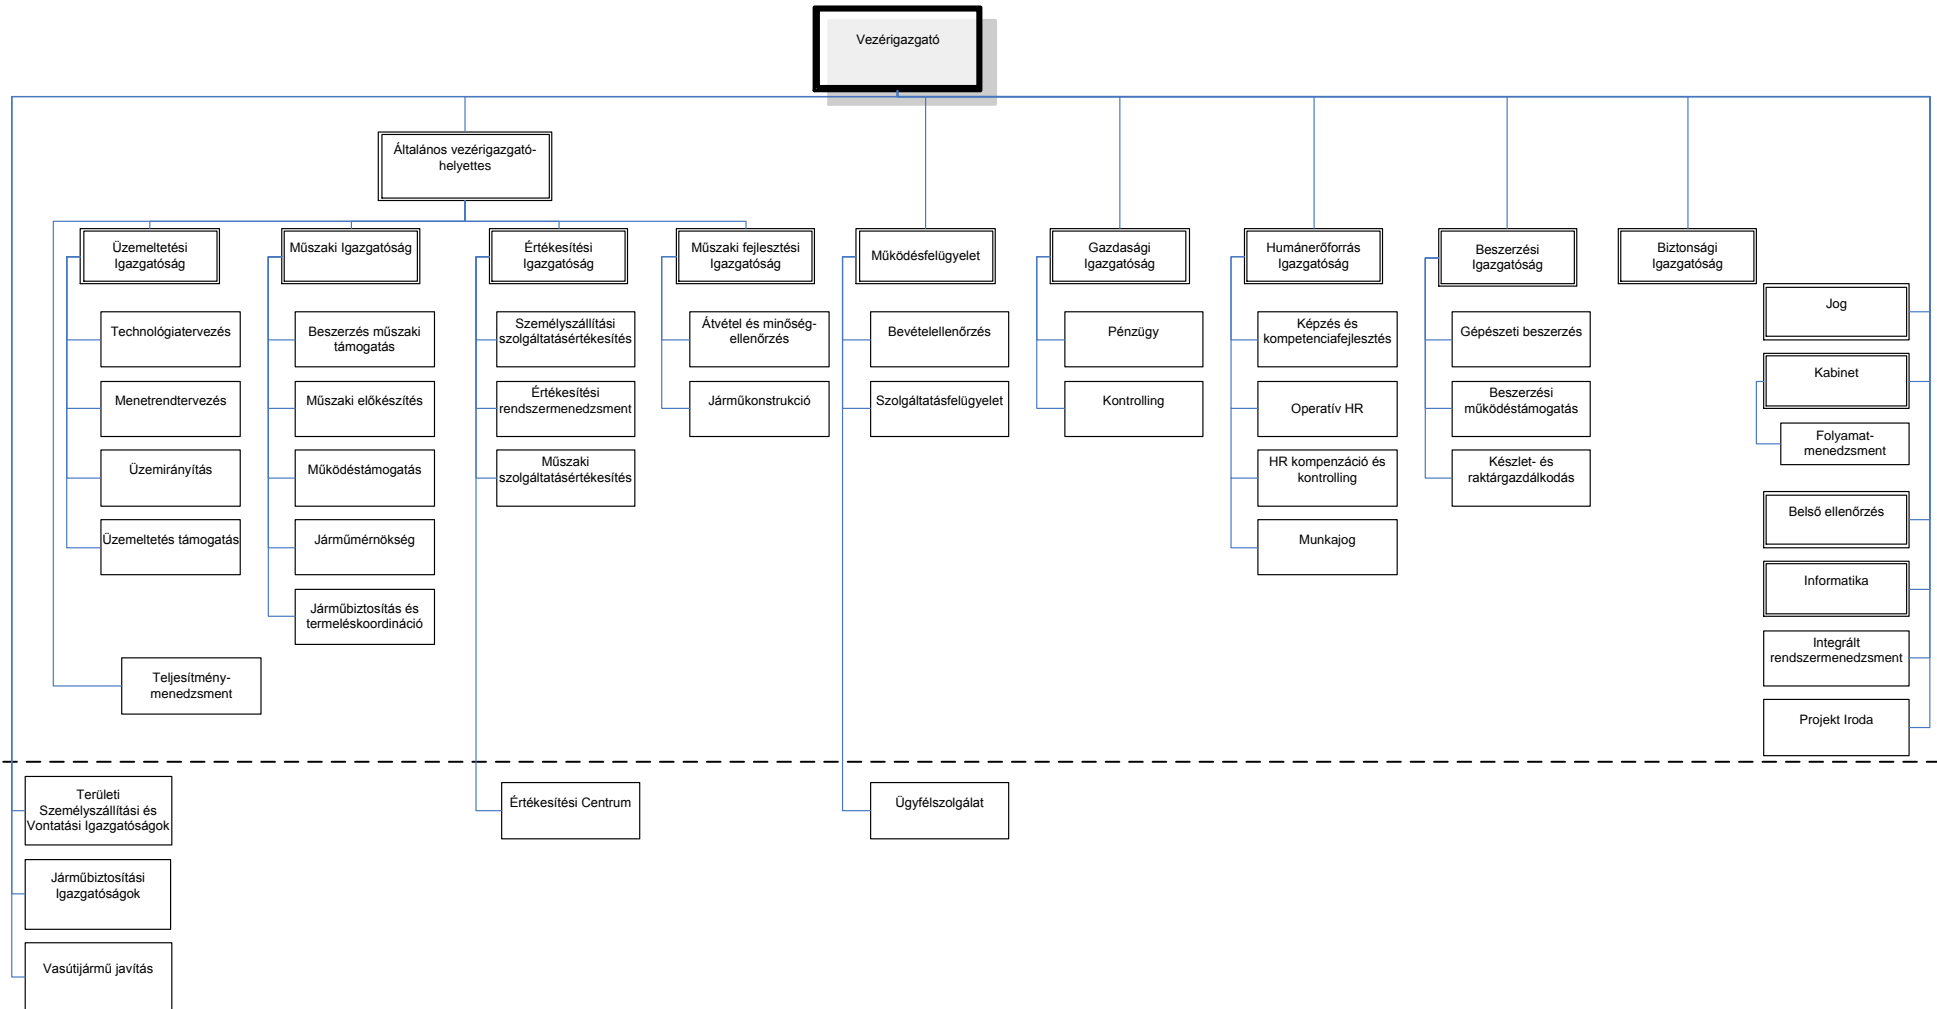 Vezérigazgató
Általános vezérigazgató-
helyettes
Üzemeltetési
Igazgatóság
Műszaki Igazgatóság
Értékesítési
Igazgatóság
Műszaki fejlesztési
Igazgatóság
Működésfelügyelet
Gazdasági
Igazgatóság
Humánerőforrás
Igazgatóság
Beszerzési
Igazgatóság
Biztonsági
Igazgatóság
Technológiatervezés
Menetrendtervezés
Üzemirányítás
Üzemeltetés támogatás
Teljesítmény-
menedzsment
Beszerzés műszaki
támogatás
Műszaki előkészítés
Működéstámogatás
Járműmérnökség
Járműbiztosítás és
termeléskoordináció
Személyszállítási
szolgáltatásértékesítés
Értékesítési
rendszermenedzsment
Műszaki
szolgáltatásértékesítés
Átvétel és minőség-
ellenőrzés
Járműkonstrukció
Bevételellenőrzés
Szolgáltatásfelügyelet
Pénzügy
Kontrolling
Képzés és
kompetenciafejlesztés
Operatív HR
HR kompenzáció és
kontrolling
Munkajog
Gépészeti beszerzés
Beszerzési
működéstámogatás
Készlet- és
raktárgazdálkodás
Jog
Kabinet
Folyamat-
menedzsment
Belső ellenőrzés
Informatika
Integrált
rendszermenedzsment
Projekt Iroda
Területi
Személyszállítási és
Vontatási Igazgatóságok
Járműbiztosítási
Igazgatóságok
Vasútijármű javítás
Értékesítési Centrum
Ügyfélszolgálat